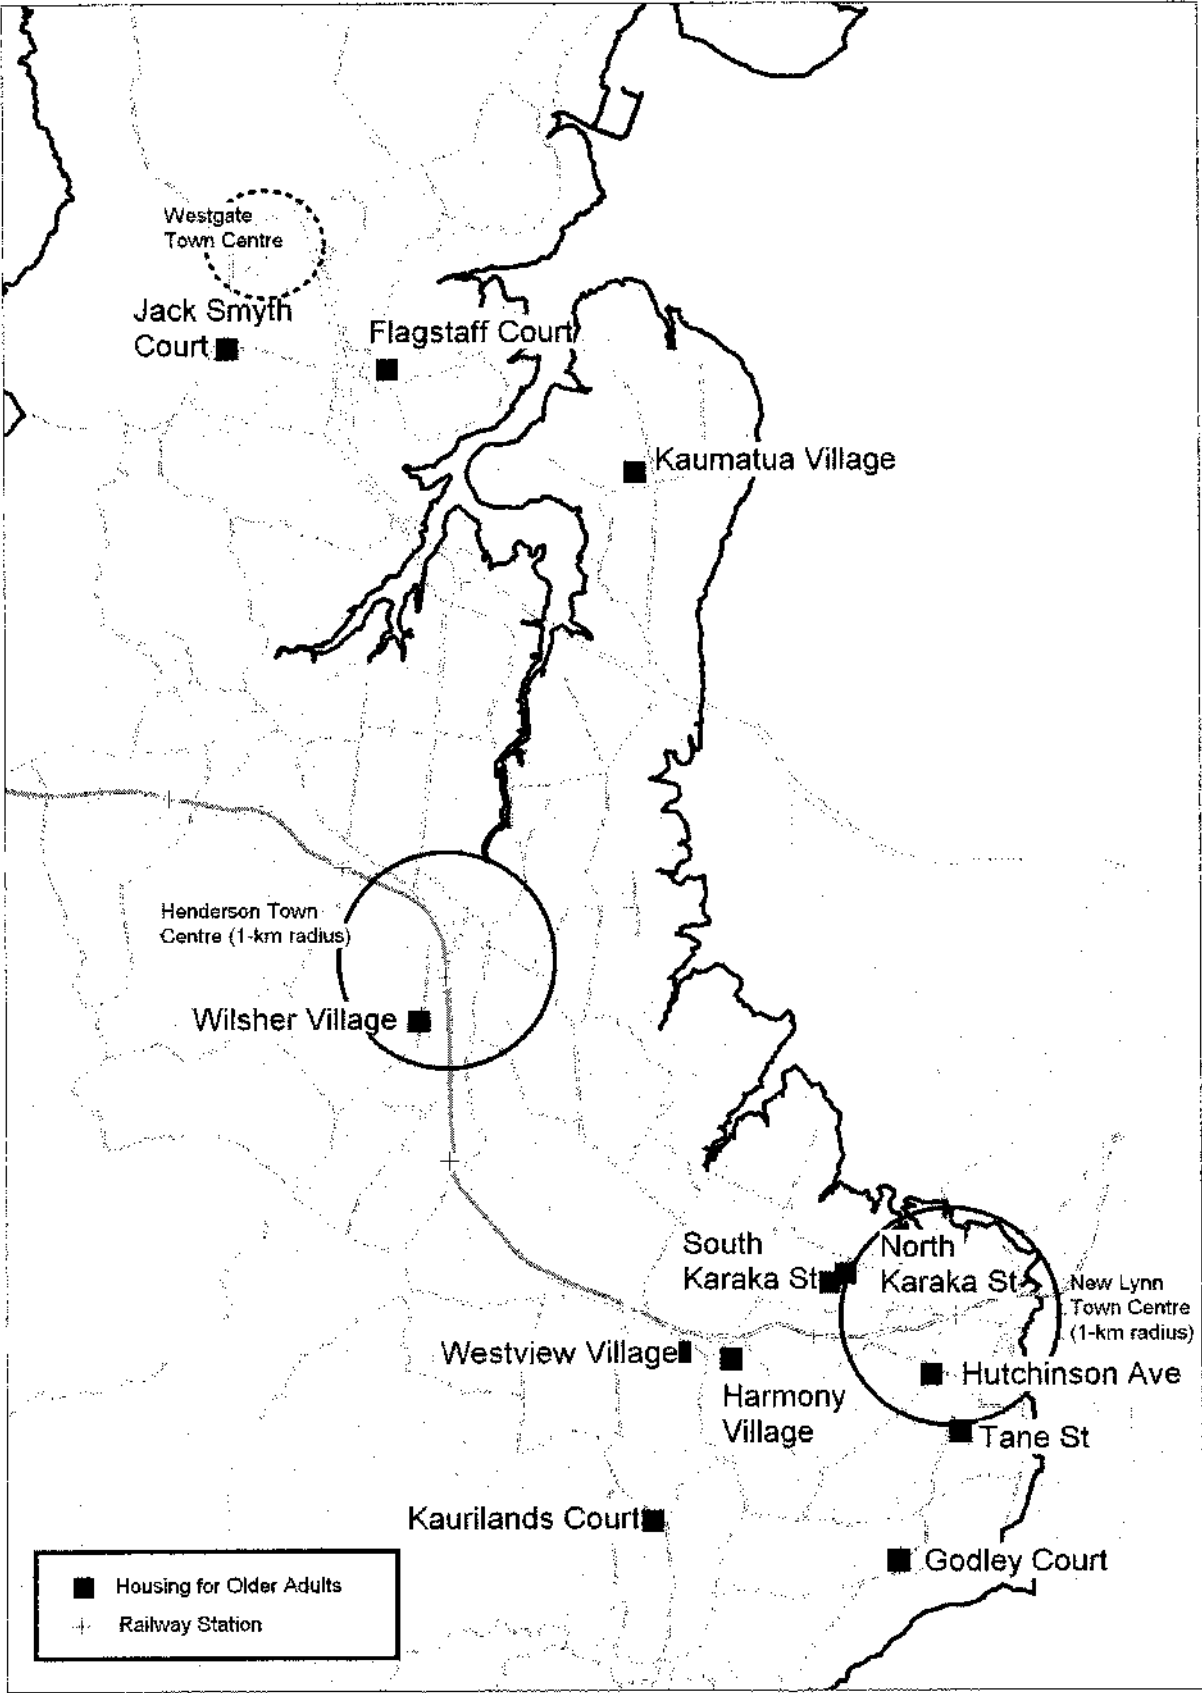 Westgate
Town Centre
Jack Smyth
Court
Flagstaff Court
Kaumatua Village
Henderson Town
Centre (1-km radius)
Wilsher Village
South
Karaka St
North
Karaka St
New Lynn
Town Centre
(1-km radius)
Westview Village
Harmony
Village
Hutchinson Ave
Tane St
Kaurilands Court
Godley Court
Housing for Older Adults
Railway Station